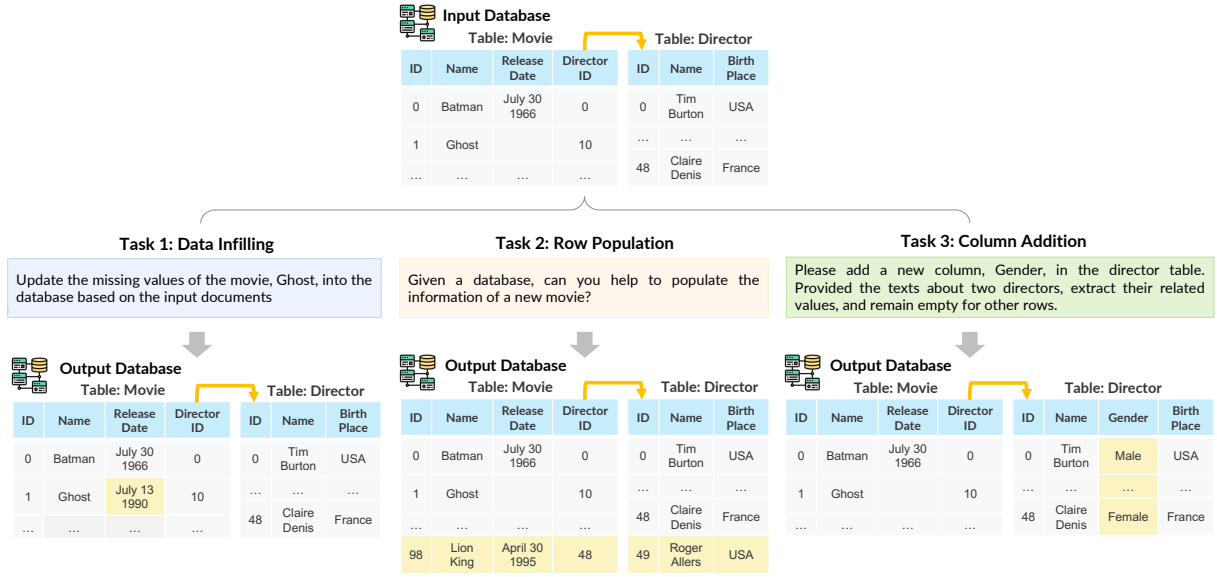 Input Database
Table: Movie
Table: Director
ID Name Release Date Director ID
ID Name Birth Place
0 Batman July 30 1966 0
0 Tim Burton USA
1 Ghost 10
… … …
… … … …
48 Claire Denis France
Task 1: Data Infilling
Update the missing values of the movie, Ghost, into the
database based on the input documents
Output Database
Table: Movie
Table: Director
ID Name Release Date Director ID
ID Name Birth Place
0 Batman July 30 1966 0
0 Tim Burton USA
1 Ghost July 13 1990 10
… … …
… … … …
48 Claire Denis France
Task 2: Row Population
Given a database, can you help to populate the
information of a new movie?
Output Database
Table: Movie
Table: Director
ID Name Release Date Director ID
ID Name Birth Place
0 Batman July 30 1966 0
0 Tim Burton USA
1 Ghost 10
… … …
… … … …
48 Claire Denis France
98 Lion King April 30 1995 48
49 Roger Allers USA
Task 3: Column Addition
Please add a new column, Gender, in the director table.
Provided the texts about two directors, extract their related
values, and remain empty for other rows.
Output Database
Table: Movie
Table: Director
ID Name Release Date Director ID
ID Name Gender Birth Place
0 Batman July 30 1966 0
0 Tim Burton Male USA
1 Ghost 10
… … … …
… … … …
48 Claire Denis Female France